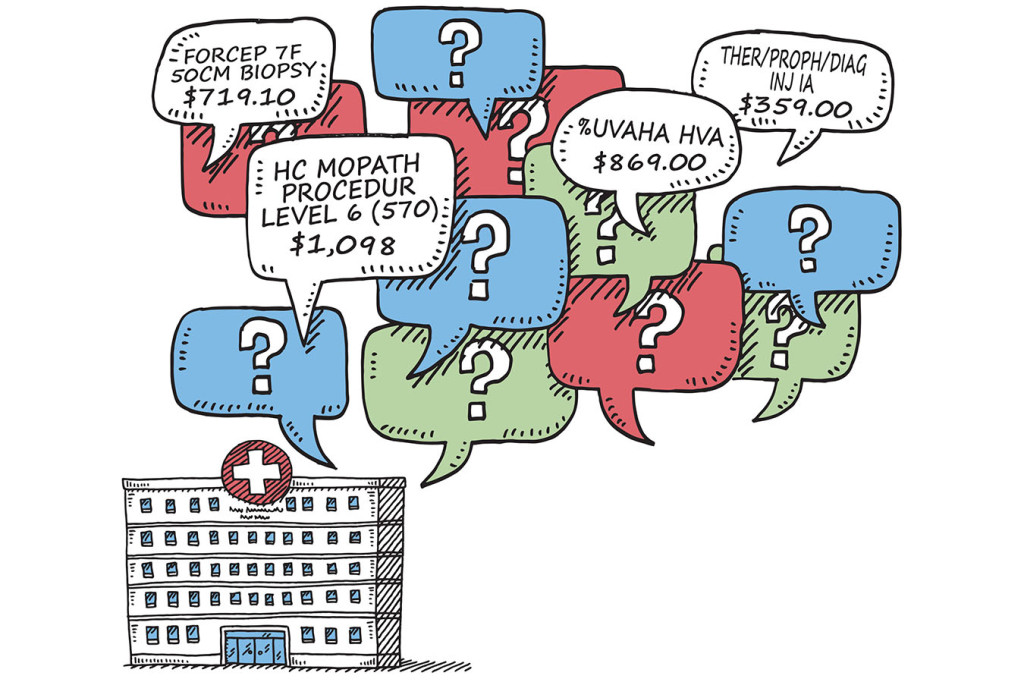 FORCEP 7F
50CM BIOPSY
$719.10
?
THER/PROPH/DIAG
INJ IA
$359.00
?
%UVAHA HVA
$869.00
?
HC MOPATH
PROCEDUR
LEVEL 6 (570)
$1,098
?
?
?
?
?
?
?
?